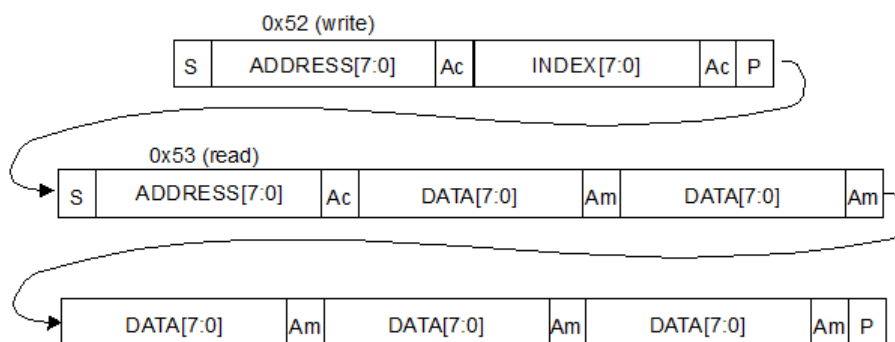 0x52 (write)
S ADDRESS[7:0] Ac INDEX[7:0] Ac P
0x53 (read)
S ADDRESS[7:0] Ac DATA[7:0] Am DATA[7:0] Am
DATA[7:0] Am DATA[7:0] Am DATA[7:0] Am P